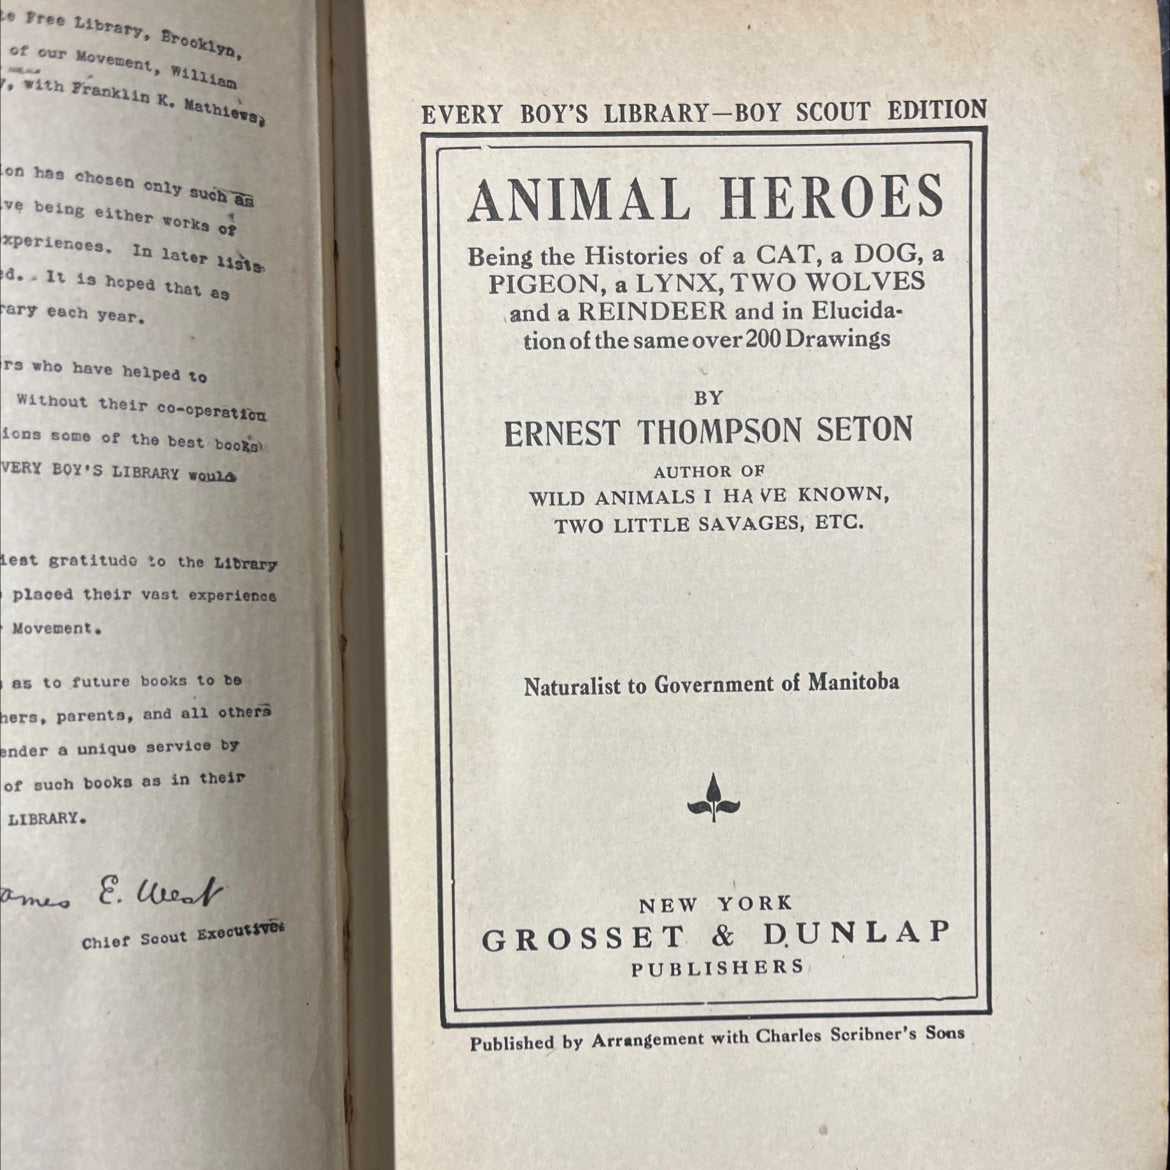 te Free Library, Brooklyn,
of our Movement, William
y, with Franklin K. Mathiews,
ion has chosen only such as
ve being either works of
xperiences. In later lists
ed. It is hoped that as
rary each year.
rs who have helped to
Without their co-operation
ions some of the best books
VERY BOY'S LIBRARY would
iest gratitude to the Library
placed their vast experience
Movement.
as to future books to be
hers, parents, and all others
ender a unique service by
of such books as in their
LIBRARY.
ames E. West
Chief Scout Executive
EVERY BOY'S LIBRARY—BOY SCOUT EDITION
ANIMAL HEROES
Being the Histories of a CAT, a DOG, a
PIGEON, a LYNX, TWO WOLVES
and a REINDEER and in Elucida-
tion of the same over 200 Drawings
BY
ERNEST THOMPSON SETON
AUTHOR OF
WILD ANIMALS I HAVE KNOWN,
TWO LITTLE SAVAGES, ETC.
Naturalist to Government of Manitoba
NEW YORK
GROSSET & DUNLAP
PUBLISHERS
Published by Arrangement with Charles Scribner's Sons